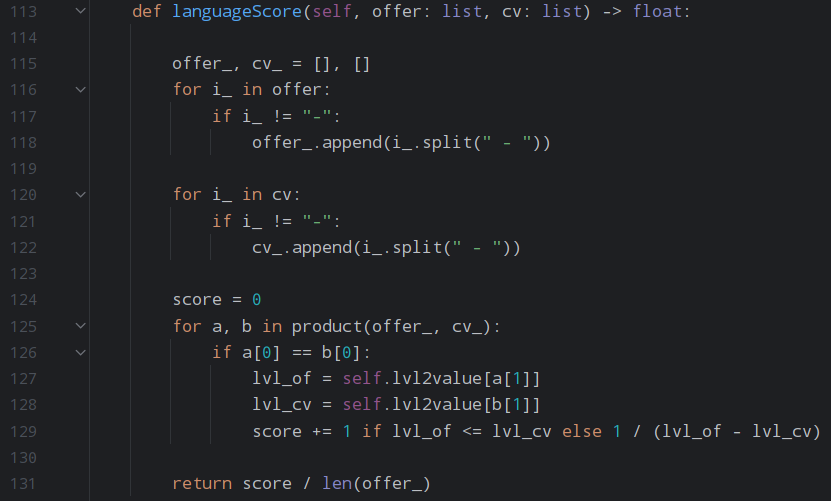 113 def languageScore(self, offer: list, cv: list) -> float:
114
115 offer_, cv_ = [], []
116 for i_ in offer:
117 if i_ != "-":
118 offer_.append(i_.split(" - "))
119
120 for i_ in cv:
121 if i_ != "-":
122 cv_.append(i_.split(" - "))
123
124 score = 0
125 for a, b in product(offer_, cv_):
126 if a[0] == b[0]:
127 lvl_of = self.lvl2value[a[1]]
128 lvl_cv = self.lvl2value[b[1]]
129 score += 1 if lvl_of <= lvl_cv else 1 / (lvl_of - lvl_cv)
130
131 return score / len(offer_)